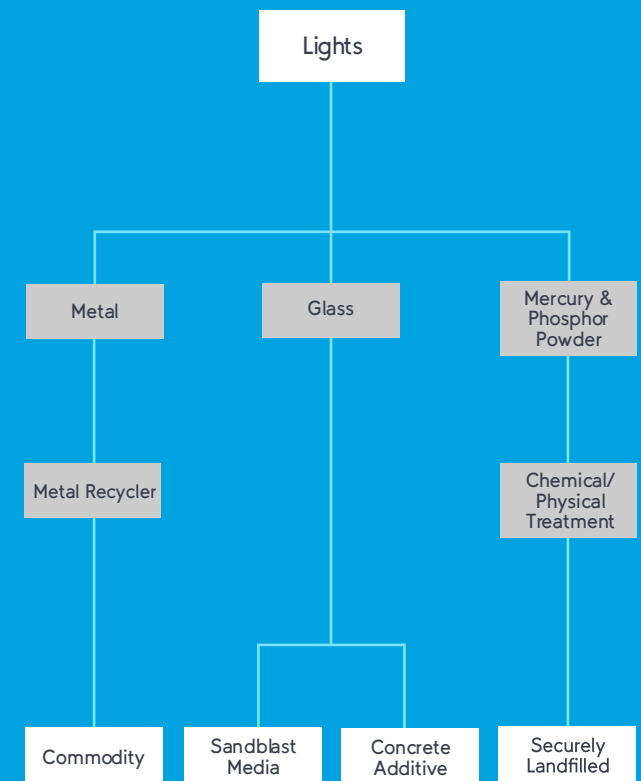 Lights
Metal
Glass
Mercury &
Phosphor
Powder
Metal Recycler
Chemical/
Physical
Treatment
Commodity
Sandblast
Media
Concrete
Additive
Securely
Landfilled